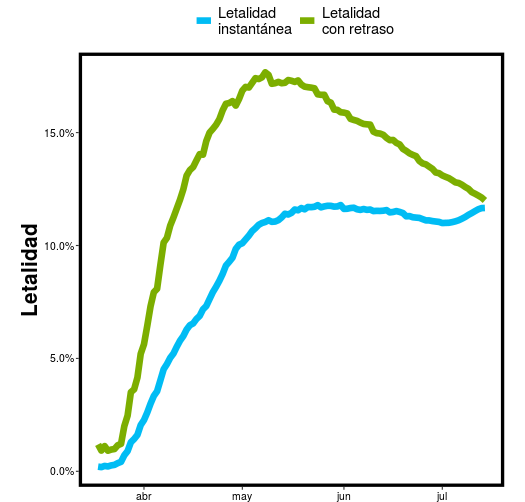 Letalidad
instantánea
Letalidad
con retraso
Letalidad
15.0%
10.0%
5.0%
0.0%
abr
may
jun
jul